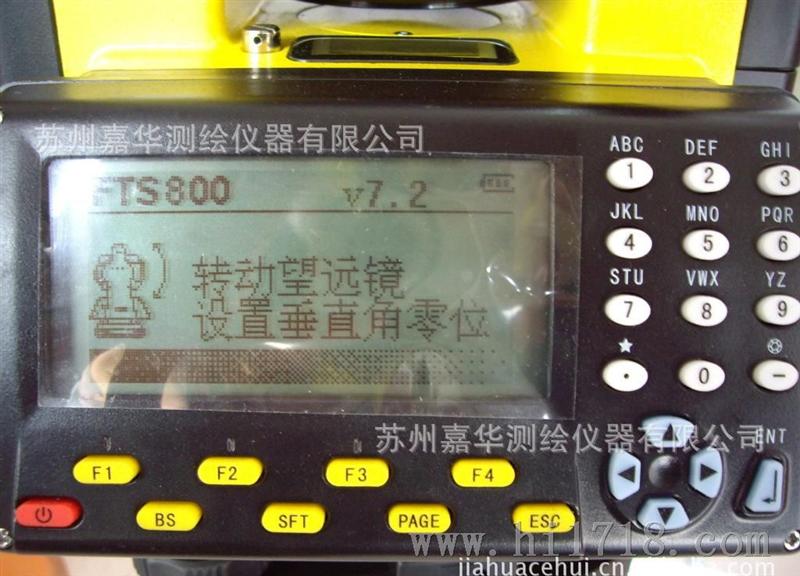 苏州嘉华测绘仪器有限公司
FTS800 v7.2
转动望远镜
设置垂直角零位
ABC DEF GHI
1 2 3
JKL MNO PQR
4 5 6
STU VWX YZ
7 8 9
★
· 0 −
苏州嘉华测绘仪器有限公司
ENT
F1 F2 F3 F4
BS SFT PAGE ESC
www.hi1718.com
jiahuacehui.cn.